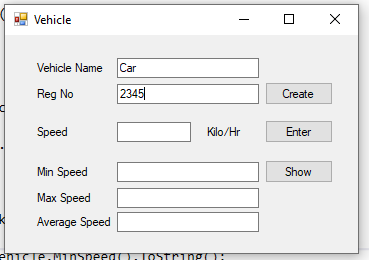 Vehicle
Vehicle Name Car
Reg No 2345 Create
Speed Kilo/Hr Enter
Min Speed Show
Max Speed
Average Speed
ehicle.MinSpeed().ToString();